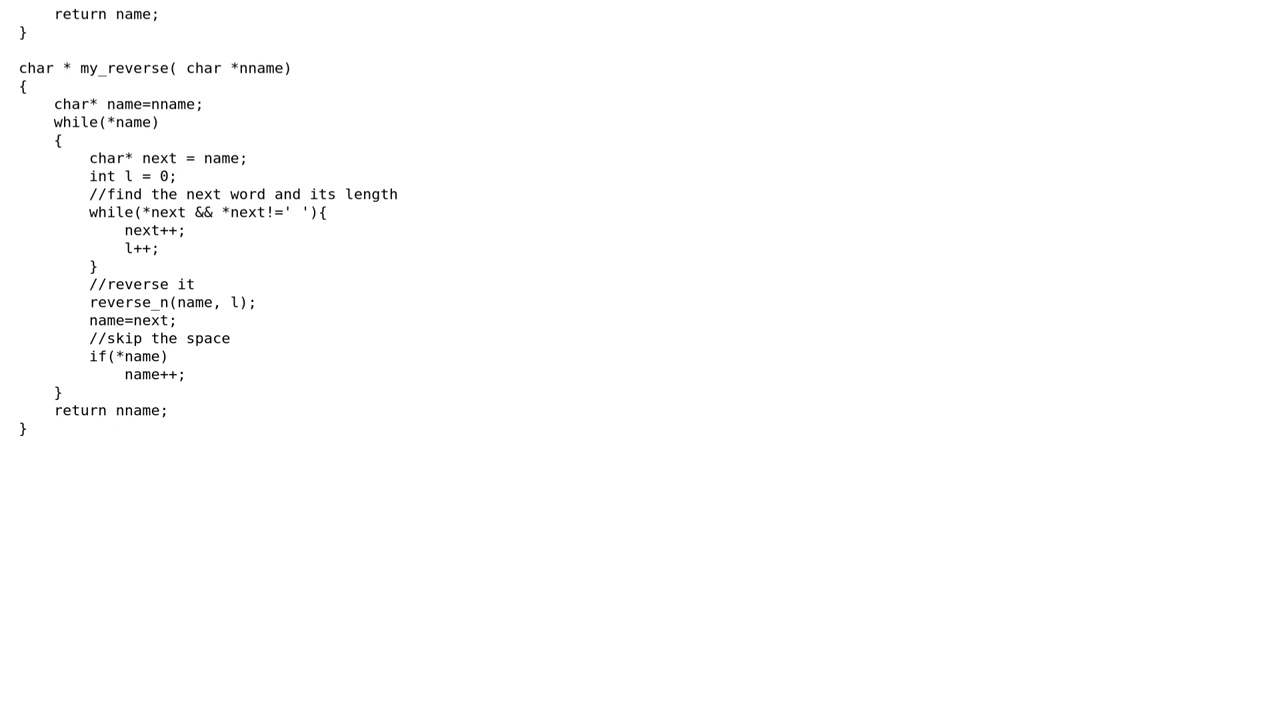 return name;
}

char * my_reverse( char *nname)
{
    char* name=nname;
    while(*name)
    {
        char* next = name;
        int l = 0;
        //find the next word and its length
        while(*next && *next!=' '){
            next++;
            l++;
        }
        //reverse it
        reverse_n(name, l);
        name=next;
        //skip the space
        if(*name)
            name++;
    }
    return nname;
}